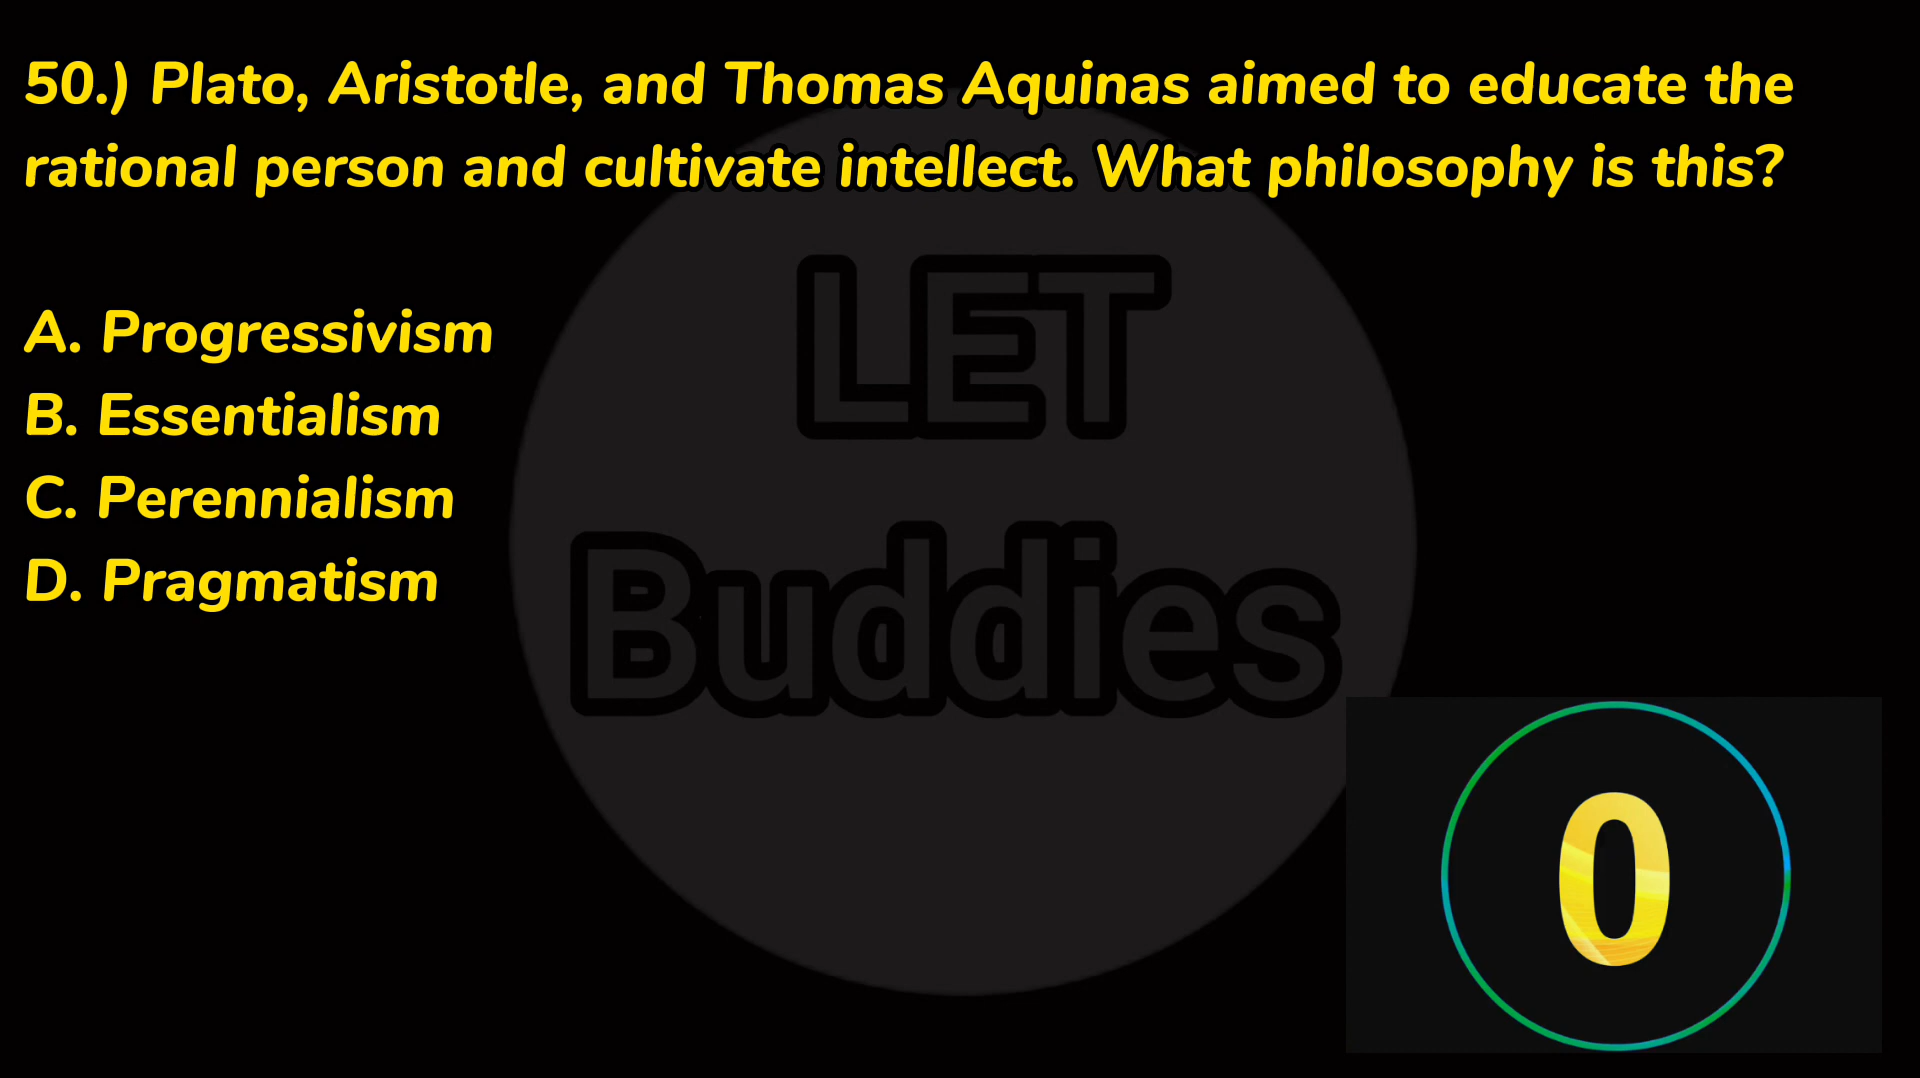 50.) Plato, Aristotle, and Thomas Aquinas aimed to educate the
rational person and cultivate intellect. What philosophy is this?
A. Progressivism
B. Essentialism
C. Perennialism
D. Pragmatism
LET
Buddies
0